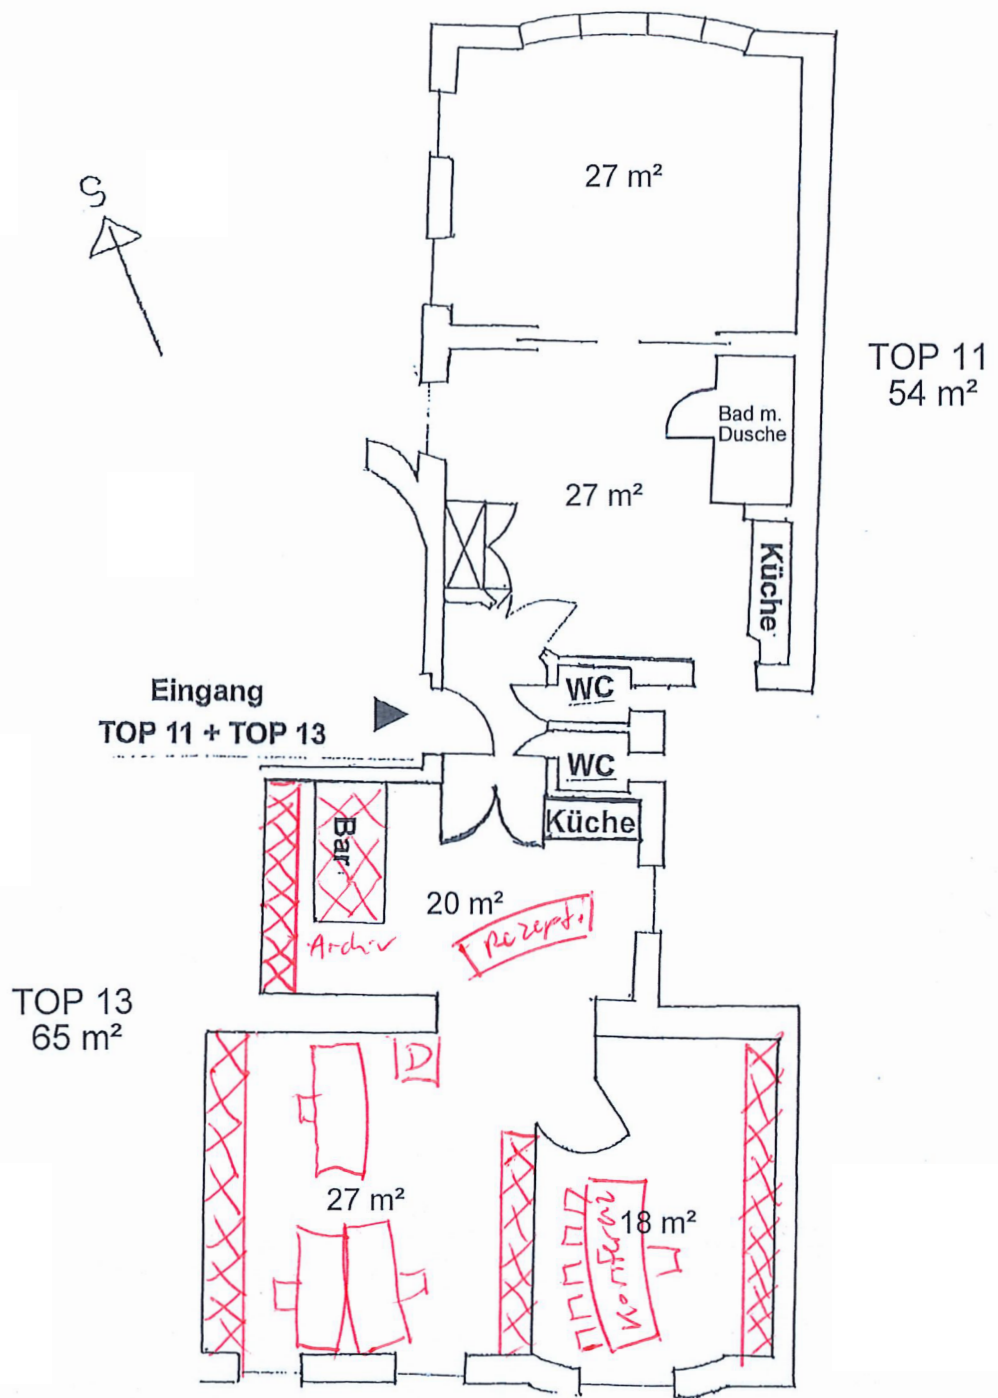 S
27 m²
TOP 11
54 m²
Bad m.
Dusche
27 m²
Küche
Eingang
TOP 11 + TOP 13
WC
WC
Küche
Bar
20 m²
Rezept.
Archiv
TOP 13
65 m²
D
27 m²
18 m²
Konferenz